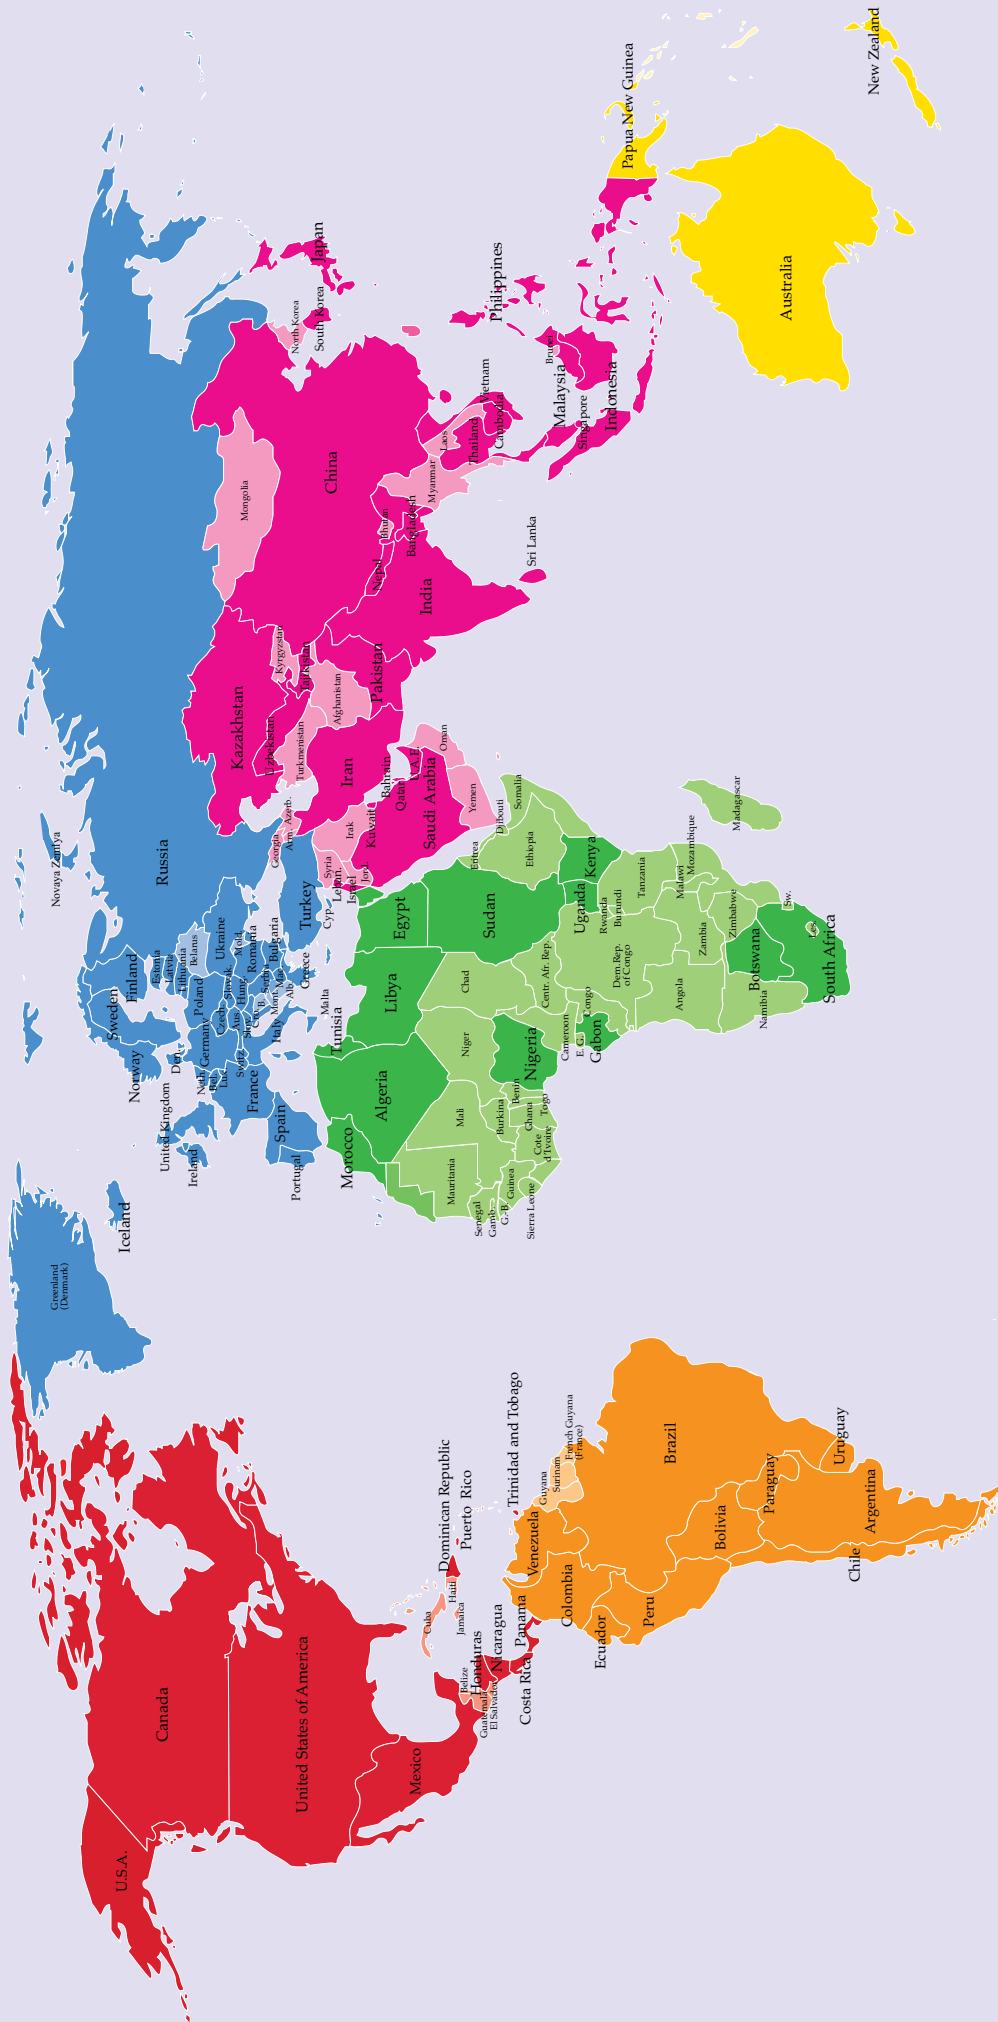 U.S.A.
Canada
United States of America
Mexico
Greenland
(Denmark)
Iceland
Cuba
Haiti
Jamaica
Dominican Republic
Puerto Rico
Belize
Honduras
Guatemala
El Salvador
Nicaragua
Costa Rica
Panama
Trinidad and Tobago
Venezuela
Guyana
Surinam
French Guyana
(France)
Colombia
Ecuador
Peru
Brazil
Bolivia
Paraguay
Uruguay
Argentina
Chile
Norway
Sweden
Finland
Den.
United Kingdom
Ireland
Neth.
Bel.
Lux.
Germany
France
Switz.
Spain
Portugal
Estonia
Latvia
Lithuania
Belarus
Poland
Czech
Slovak.
Aus.
Hung.
Slov.
Cro.
B.
Serbia
Mont.
Mac.
Alb.
Italy
Ukraine
Mold.
Romania
Bulgaria
Greece
Malta
Turkey
Cyp.
Russia
Novaya Zemlya
Georgia
Arm.
Azerb.
Syria
Leban.
Israel
Jord.
Irak
Kuwait
Saudi Arabia
Bahrain
Qatar
U.A.E.
Oman
Yemen
Iran
Kazakhstan
Uzbekistan
Turkmenistan
Kyrgyzstan
Tajikistan
Afghanistan
Pakistan
India
Nepal
Bhutan
Bangladesh
Sri Lanka
Mongolia
China
North Korea
South Korea
Japan
Myanmar
Laos
Thailand
Vietnam
Cambodia
Philippines
Brunei
Malaysia
Singapore
Indonesia
Papua New Guinea
Australia
New Zealand
Morocco
Algeria
Tunisia
Libya
Egypt
Mauritania
Mali
Niger
Chad
Sudan
Eritrea
Djibouti
Somalia
Ethiopia
Senegal
Gamb.
G.-B.
Guinea
Sierra Leone
Cote
d'Ivoire
Burkina
Ghana
Togo
Benin
Nigeria
Cameroon
E. G.
Gabon
Congo
Centr. Afr. Rep.
Dem.Rep.
of Congo
Uganda
Kenya
Rwanda
Burundi
Tanzania
Angola
Zambia
Malawi
Mozambique
Zimbabwe
Madagascar
Namibia
Botswana
South Africa
Sw.
Les.